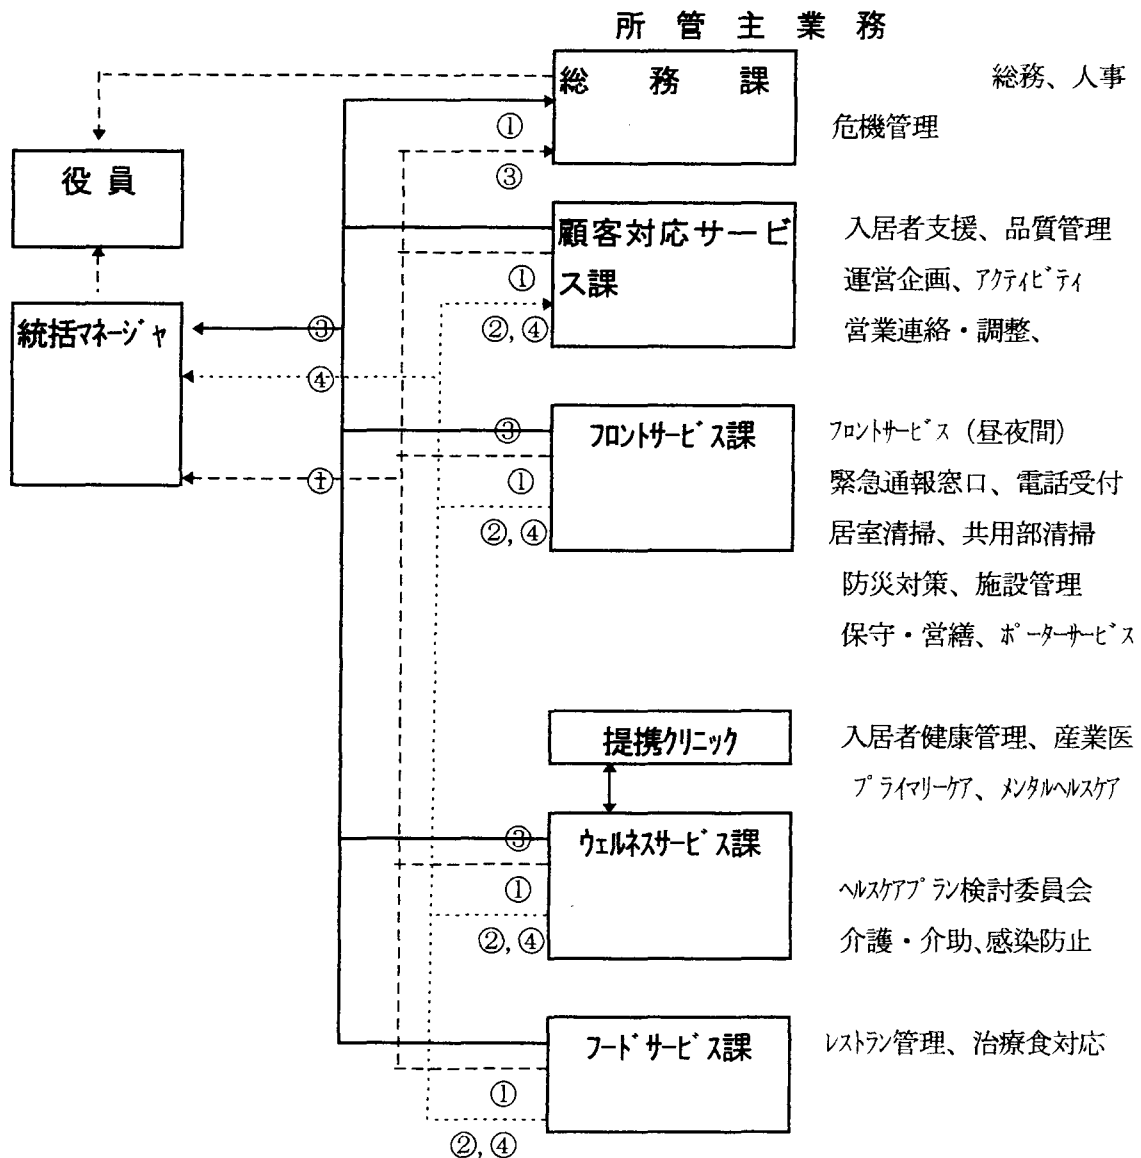 所管主業務
総務課
総務、人事
①
危機管理
③
役員
顧客対応サービ
ス課
入居者支援、品質管理
①
運営企画、アクティビティ
②,④
営業連絡・調整、
統括マネージャ
③
④
①
③
フロントサービス課
フロントサービス（昼夜間）
①
緊急通報窓口、電話受付
②,④
居室清掃、共用部清掃
防災対策、施設管理
保守・営繕、ポーターサービス
提携クリニック
入居者健康管理、産業医
プライマリーケア、メンタルヘルスケア
③
ウェルネスサービス課
①
ヘルスケアプラン検討委員会
②,④
介護・介助、感染防止
フードサービス課
レストラン管理、治療食対応
①
②,④